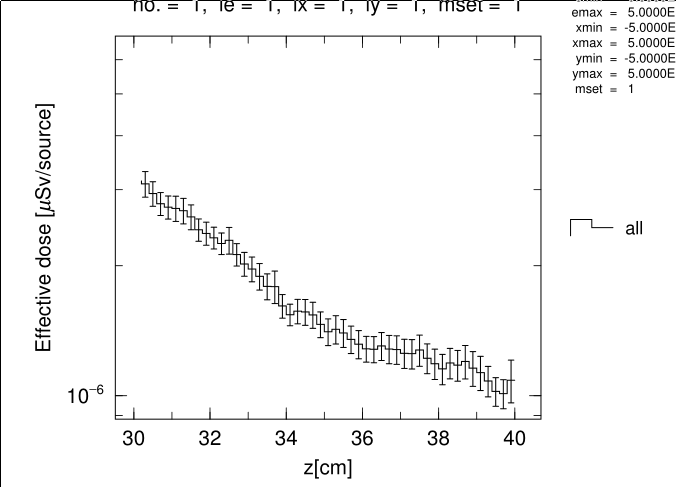 no. = 1, ie = 1, ix = 1, iy = 1, mset = 1
emax = 5.0000E
xmin = -5.0000E
xmax = 5.0000E
ymin = -5.0000E
ymax = 5.0000E
mset = 1
Effective dose [μSv/source]
all
10⁻⁶
30 32 34 36 38 40
z[cm]